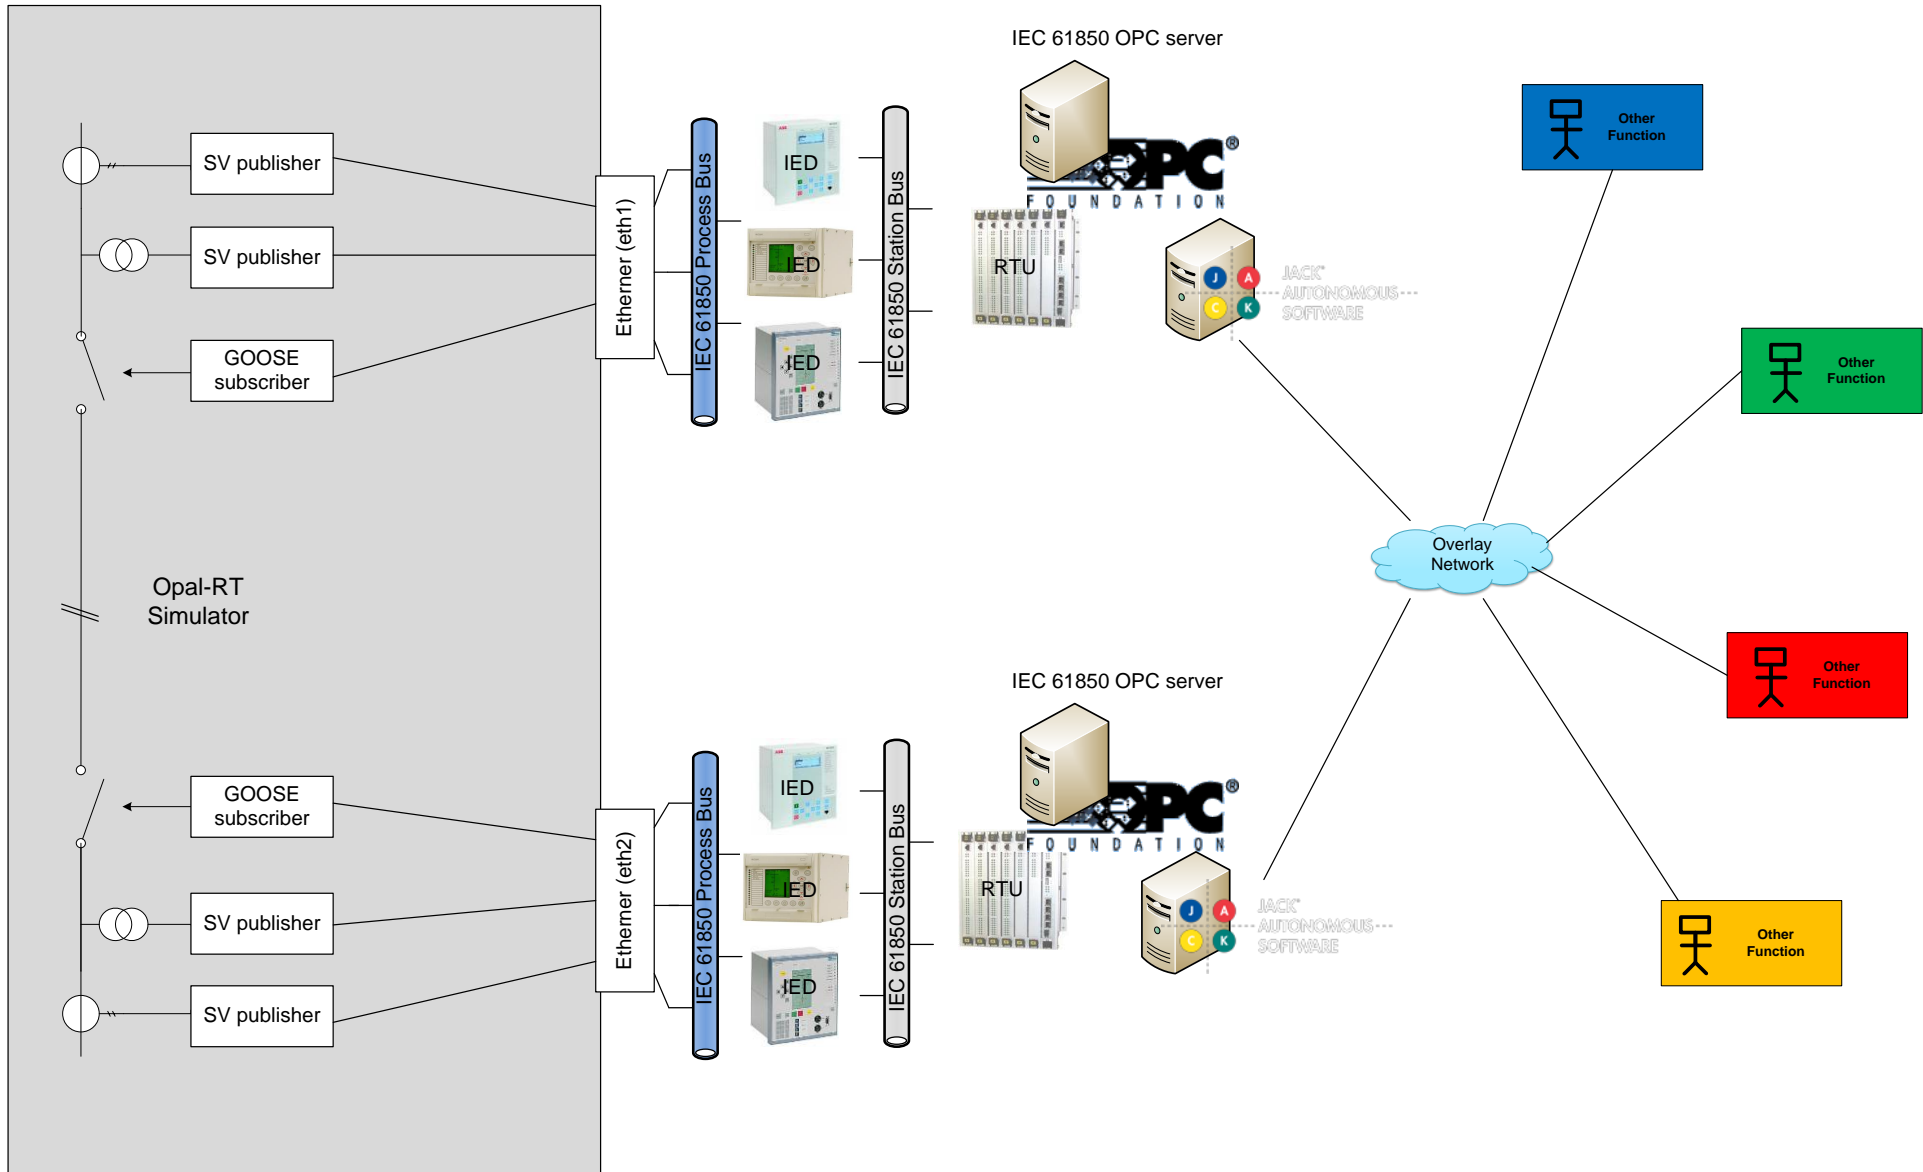 IEC 61850 OPC server
SV publisher
SV publisher
GOOSE
subscriber
Etherner (eth1)
IEC 61850 Process Bus
ABB
IED
IED
IED
IEC 61850 Station Bus
OPC®
FOUNDATION
RTU
J
A
C
K
JACK®
AUTONOMOUS
SOFTWARE
Other
Function
Other
Function
Overlay
Network
Opal-RT
Simulator
Other
Function
Other
Function
IEC 61850 OPC server
GOOSE
subscriber
SV publisher
SV publisher
Etherner (eth2)
IEC 61850 Process Bus
ABB
IED
IED
IED
IEC 61850 Station Bus
OPC®
FOUNDATION
RTU
J
A
C
K
JACK®
AUTONOMOUS
SOFTWARE